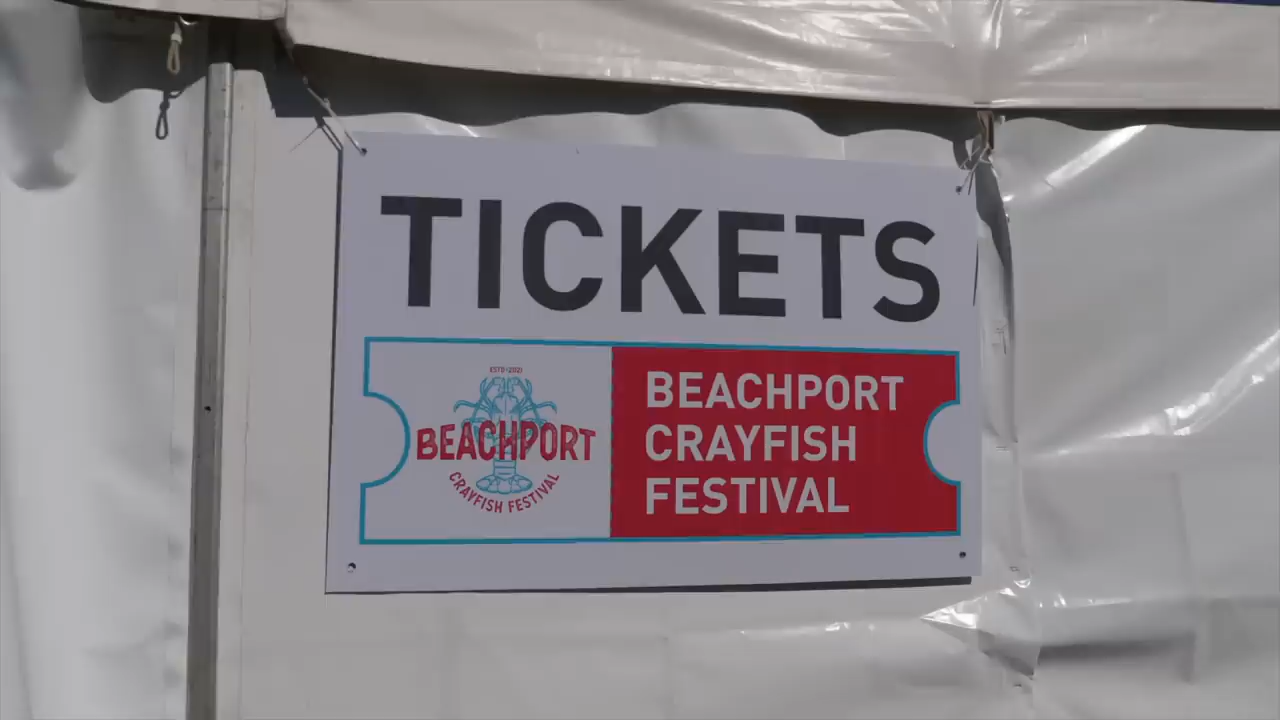 TICKETS
ESTD 2021
BEACHPORT
CRAYFISH FESTIVAL
BEACHPORT
CRAYFISH
FESTIVAL